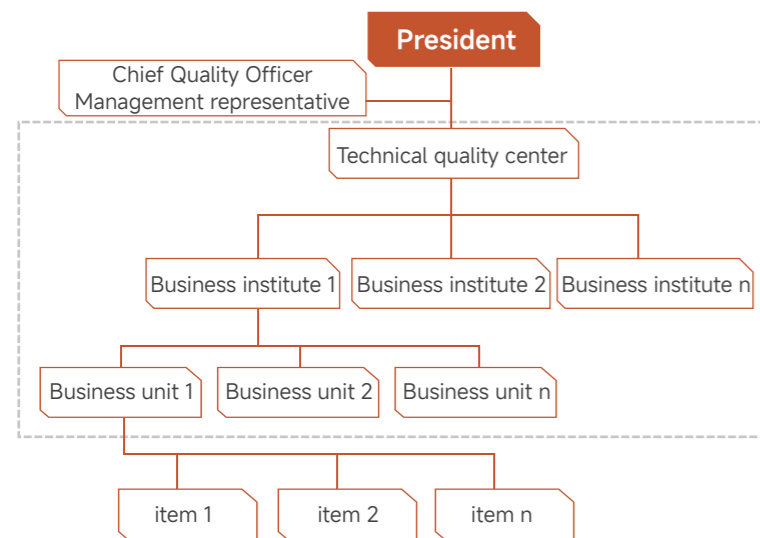 President
Chief Quality Officer
Management representative
Technical quality center
Business institute 1
Business institute 2
Business institute n
Business unit 1
Business unit 2
Business unit n
item 1
item 2
item n